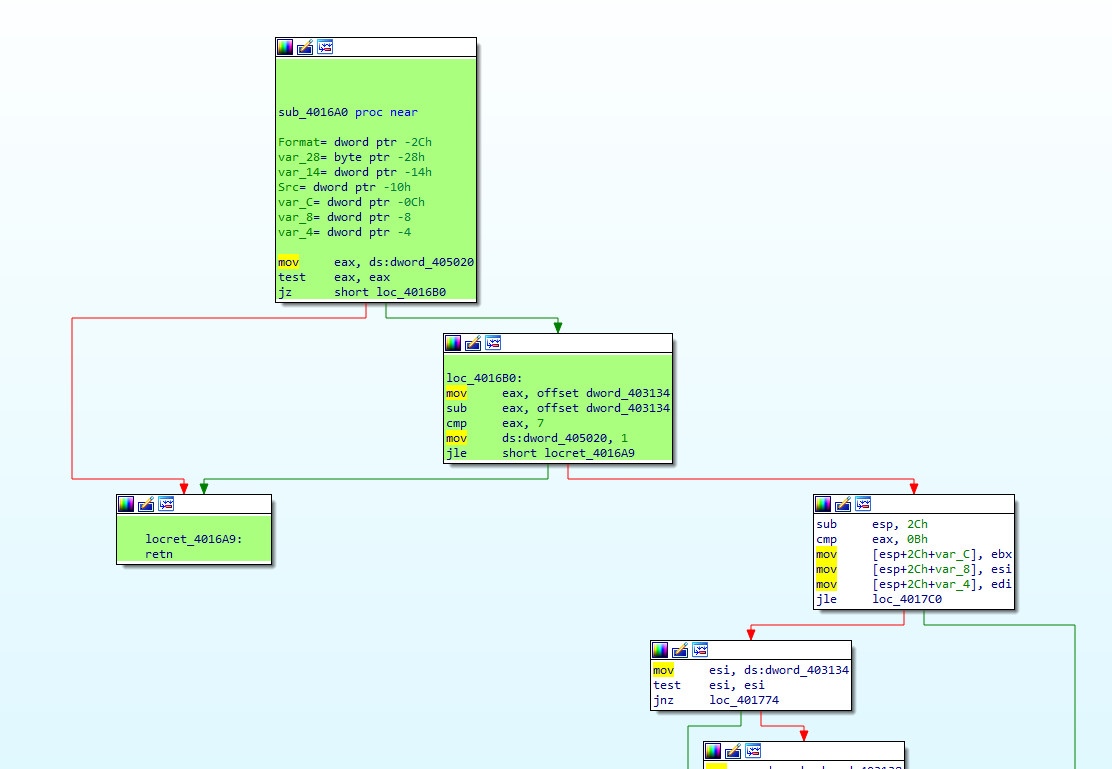 sub_4016A0 proc near
Format= dword ptr -2Ch
var_28= byte ptr -28h
var_14= dword ptr -14h
Src= dword ptr -10h
var_C= dword ptr -0Ch
var_8= dword ptr -8
var_4= dword ptr -4
mov eax, ds:dword_405020
test eax, eax
jz short loc_4016B0
loc_4016B0:
mov eax, offset dword_403134
sub eax, offset dword_403134
cmp eax, 7
mov ds:dword_405020, 1
jle short locret_4016A9
locret_4016A9:
retn
sub esp, 2Ch
cmp eax, 0Bh
mov [esp+2Ch+var_C], ebx
mov [esp+2Ch+var_8], esi
mov [esp+2Ch+var_4], edi
jle loc_4017C0
mov esi, ds:dword_403134
test esi, esi
jnz loc_401774